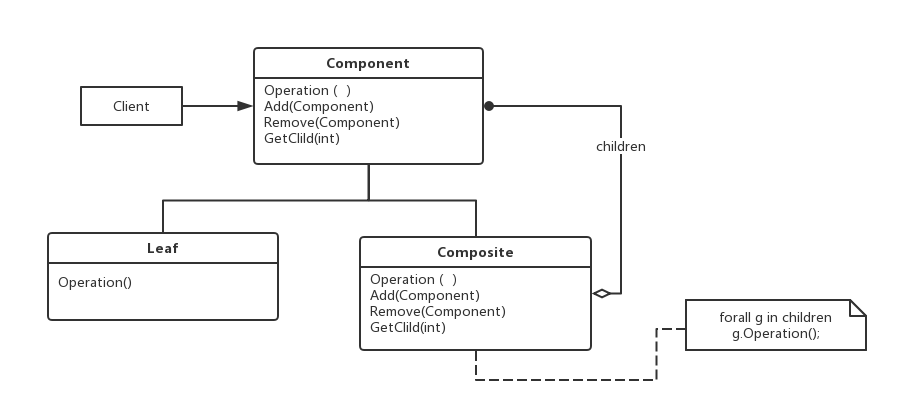 Component
Operation (  )
Add(Component)
Remove(Component)
GetClild(int)
Client
children
Leaf
Operation()
Composite
Operation (  )
Add(Component)
Remove(Component)
GetClild(int)
forall g in children
g.Operation();